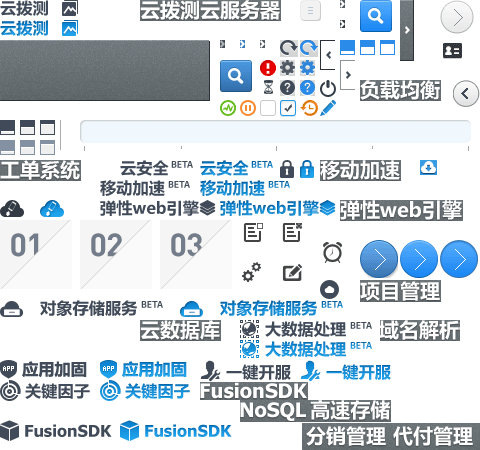 云拨测 云拨测云服务器
云拨测
负载均衡
工单系统 云安全 BETA 云安全 BETA 移动加速
移动加速 BETA 移动加速 BETA
弹性web引擎 弹性web引擎 弹性web引擎
01 02 03
项目管理
对象存储服务 BETA 对象存储服务 BETA
云数据库 大数据处理 BETA 域名解析
大数据处理 BETA
APP 应用加固 APP 应用加固 一键开服 一键开服
关键因子 关键因子 FusionSDK
NoSQL 高速存储
FusionSDK FusionSDK 分销管理 代付管理